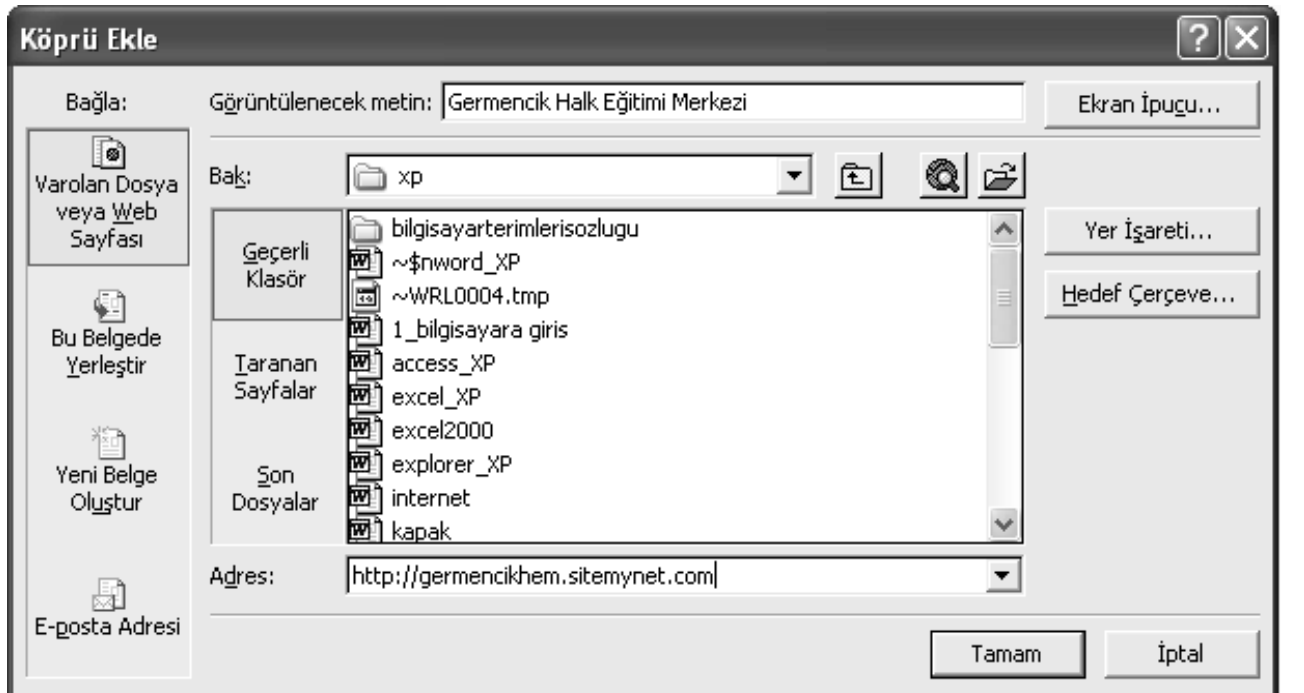 Köprü Ekle
Bağla:
Görüntülenecek metin: Germencik Halk Eğitimi Merkezi
Ekran İpucu...
Varolan Dosya
veya Web
Sayfası
Bu Belgede
Yerleştir
Yeni Belge
Oluştur
E-posta Adresi
Bak: xp
Geçerli
Klasör
Taranan
Sayfalar
Son
Dosyalar
bilgisayarterimlerisozlugu
~$nword_XP
~WRL0004.tmp
1_bilgisayara giris
access_XP
excel_XP
excel2000
explorer_XP
internet
kapak
Yer İşareti...
Hedef Çerçeve...
Adres: http://germencikhem.sitemynet.com
Tamam
İptal